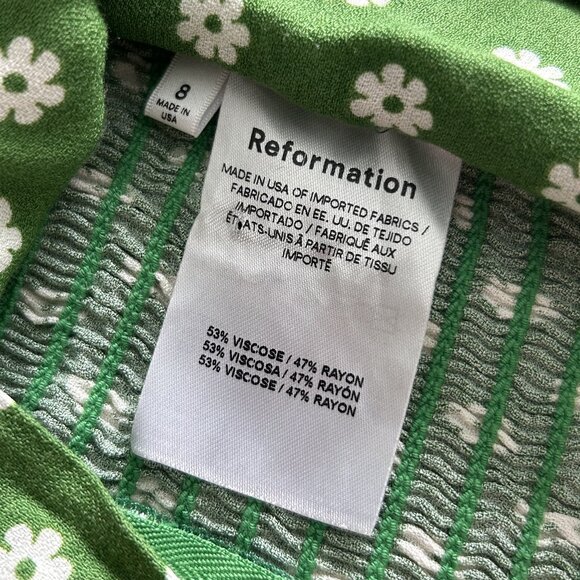 8
MADE IN
USA
Reformation
MADE IN USA OF IMPORTED FABRICS /
FABRICADO EN EE. UU. DE TEJIDO
IMPORTADO / FABRIQUÉ AUX
ÉTATS-UNIS À PARTIR DE TISSU
IMPORTÉ
53% VISCOSE / 47% RAYON
53% VISCOSA / 47% RAYÓN
53% VISCOSE / 47% RAYON